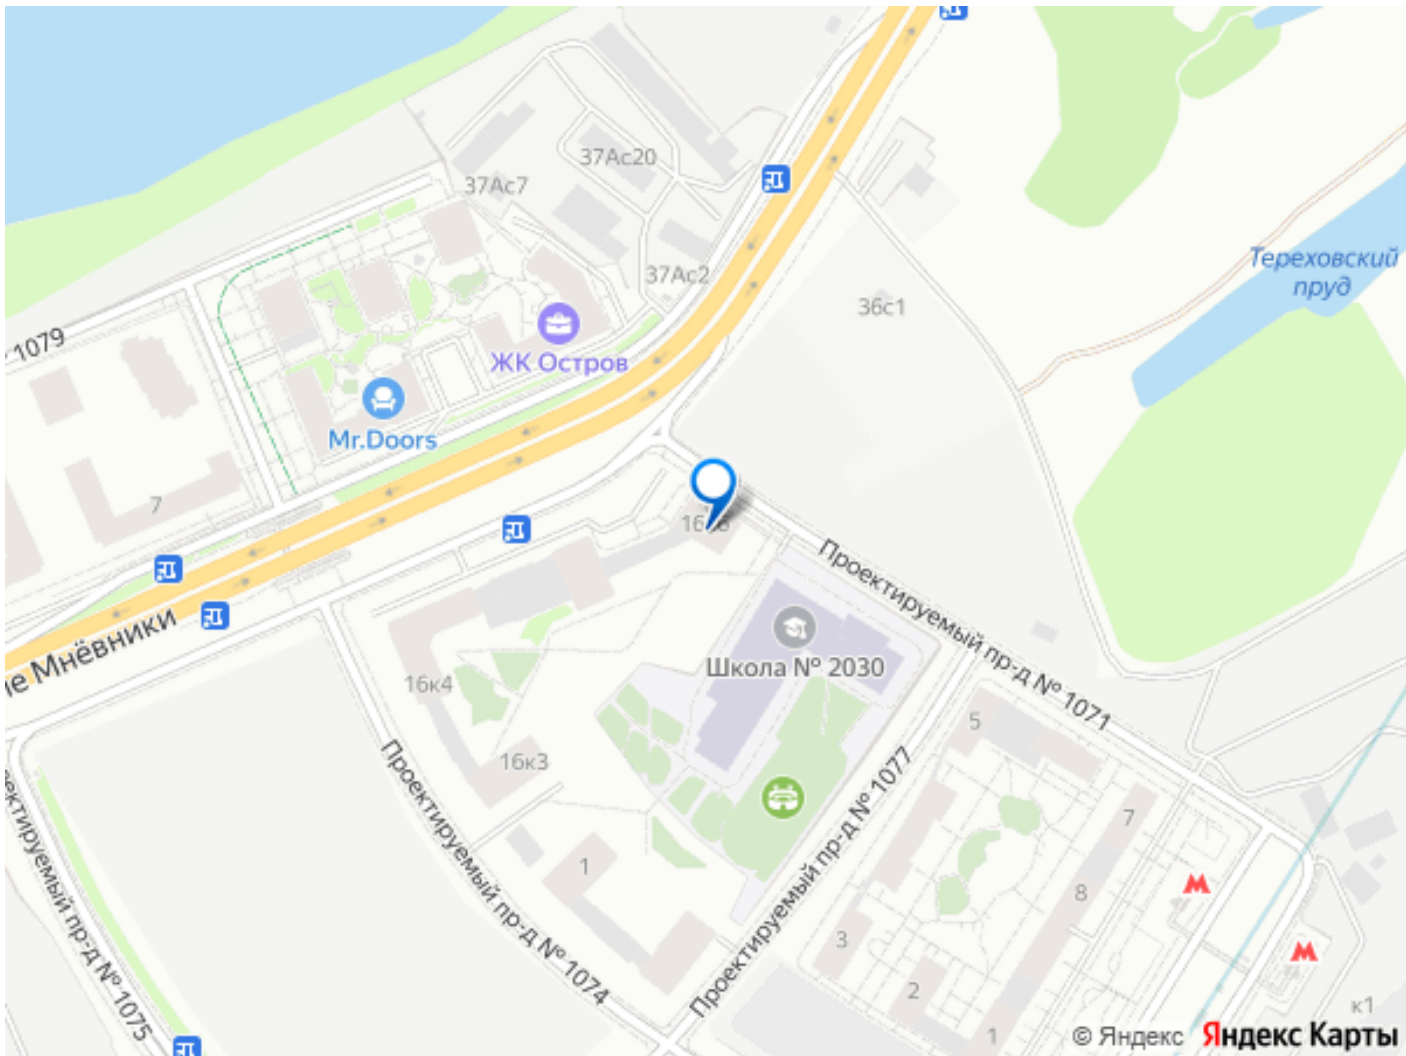 37Ас20
37Ас7
37Ас2
36с1
Тереховский
пруд
1079
ЖК Остров
Mr.Doors
7
Проектируемый пр-д № 1071
Мнёвники
Школа № 2030
16к4
16к3
5
7
8
Проектируемый пр-д № 1077
Проектируемый пр-д № 1074
пр-д № 1075
1
3
2
1
к1
© Яндекс Яндекс Карты